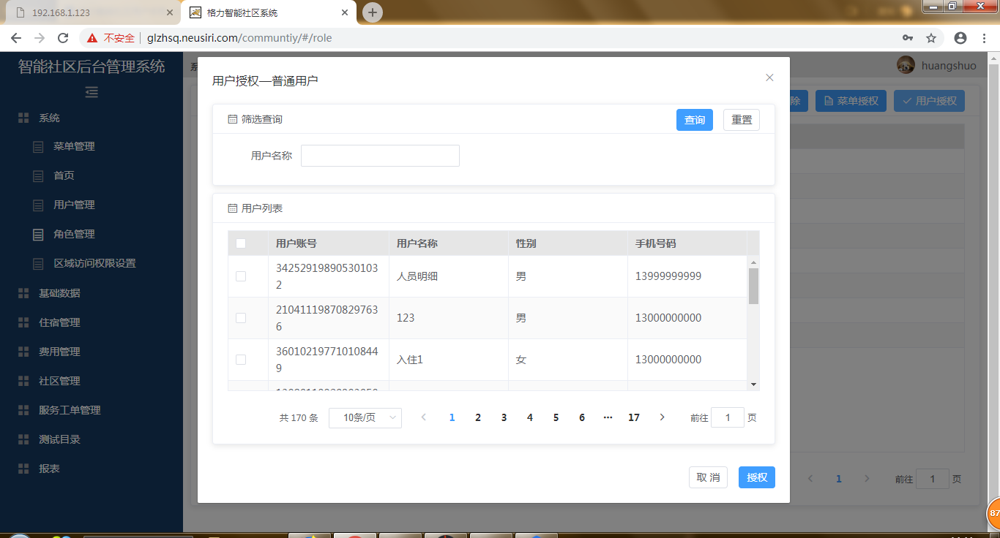 192.168.1.123
格力智能社区系统
不安全
glzhsq.neusiri.com/communtiy/#/role
智能社区后台管理系统
huangshuo
系统
菜单管理
首页
用户管理
角色管理
区域访问权限设置
基础数据
住宿管理
费用管理
社区管理
服务工单管理
测试目录
报表
除
菜单授权
用户授权
用户授权—普通用户
筛选查询
查询
重置
用户名称
用户列表
用户账号 用户名称 性别 手机号码
34252919890530103
2
人员明细 男 13999999999
21041119870829763
6
123 男 13000000000
36010219771010844
9
入住1 女 13000000000
共 170 条 10条/页 1 2 3 4 5 6 ··· 17 前往 1 页
取 消
授权
1 前往 1 页
87